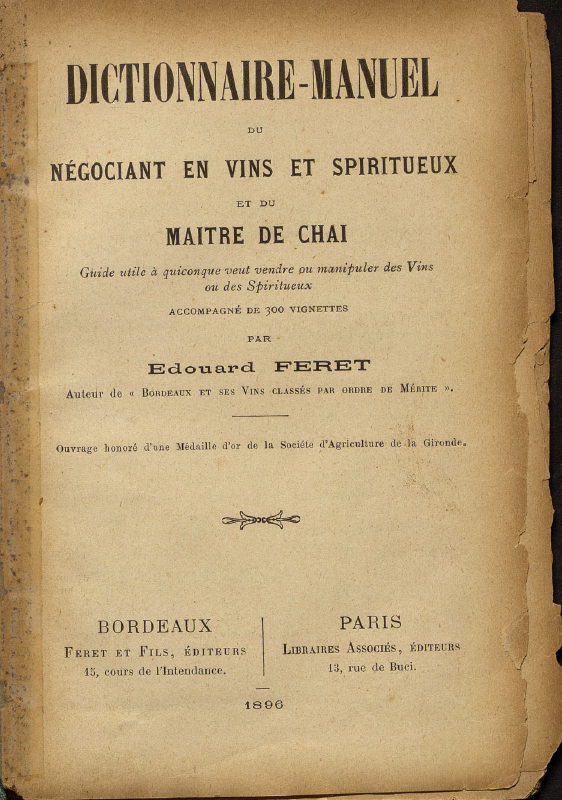 DICTIONNAIRE-MANUEL
DU
NÉGOCIANT EN VINS ET SPIRITUEUX
ET DU
MAITRE DE CHAI
Guide utile à quiconque veut vendre ou manipuler des Vins
ou des Spiritueux
ACCOMPAGNÉ DE 300 VIGNETTES
PAR
Edouard FERET
Auteur de « BORDEAUX ET SES VINS CLASSÉS PAR ORDRE DE MÉRITE ».
Ouvrage honoré d'une Médaille d'or de la Société d'Agriculture de la Gironde.
BORDEAUX
FERET ET FILS, ÉDITEURS
15, cours de l'Intendance.
PARIS
LIBRAIRES ASSOCIÉS, ÉDITEURS
13, rue de Buci.
1896